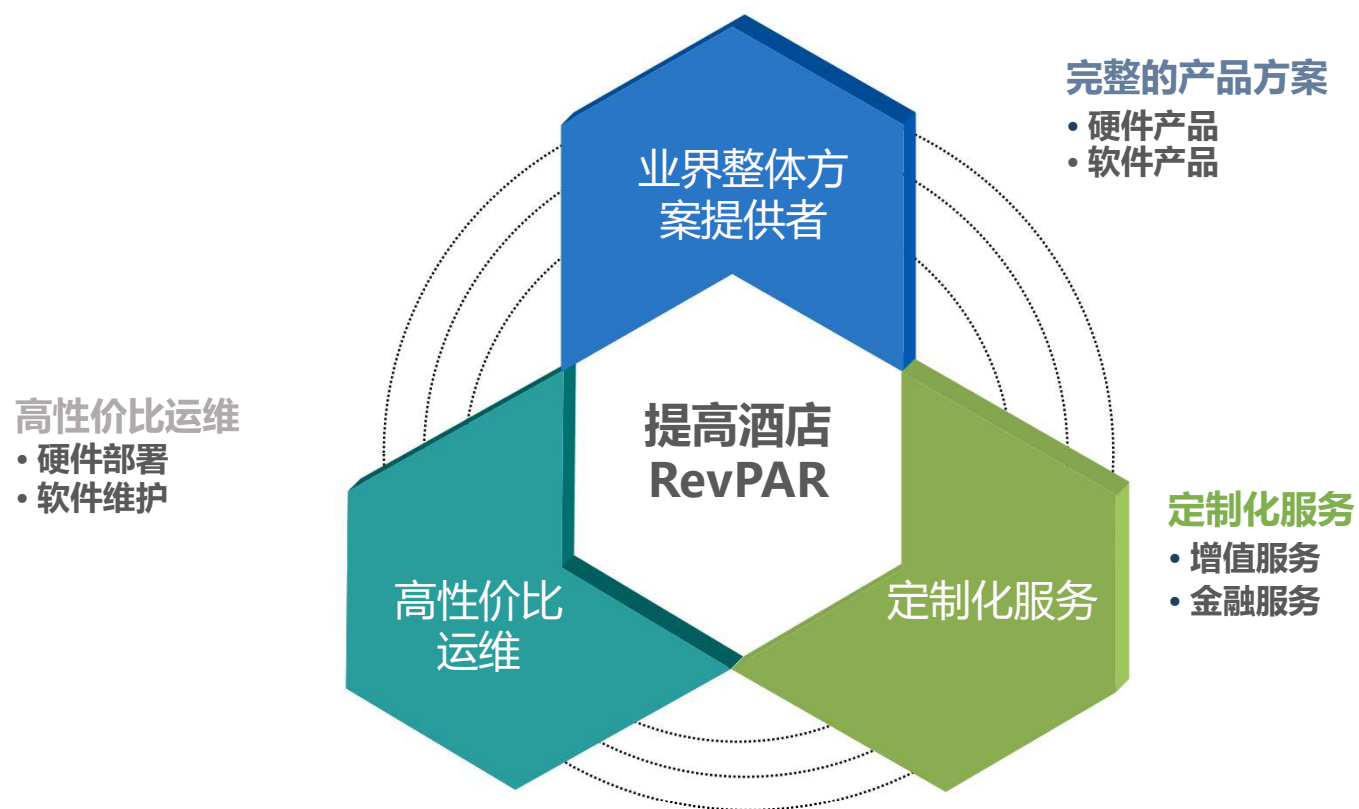 完整的产品方案
• 硬件产品
• 软件产品
业界整体方
案提供者
提高酒店
RevPAR
高性价比运维
• 硬件部署
• 软件维护
定制化服务
• 增值服务
• 金融服务
高性价比
运维
定制化服务